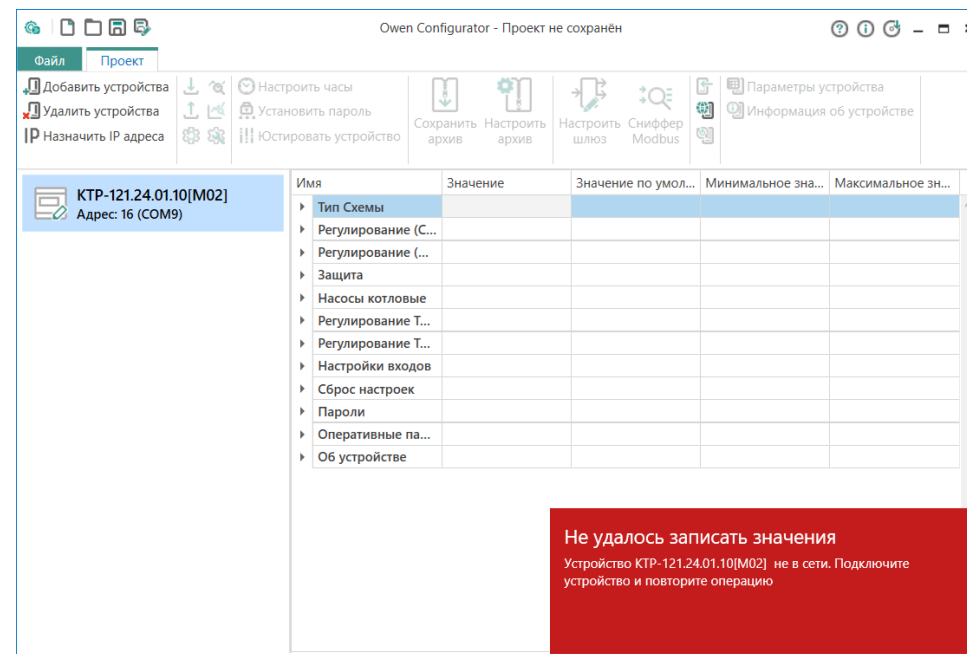 Owen Configurator - Проект не сохранён
Файл Проект
Добавить устройства
Удалить устройства
IP Назначить IP адреса
Настроить часы
Установить пароль
Юстировать устройство
Сохранить архив
Настроить архив
Настроить шлюз
Сниффер Modbus
Параметры устройства
Информация об устройстве
КТР-121.24.01.10[M02]
Адрес: 16 (COM9)
Имя Значение Значение по умол... Минимальное зна... Максимальное зн...
Тип Схемы
Регулирование (С...
Регулирование (...
Защита
Насосы котловые
Регулирование Т...
Регулирование Т...
Настройки входов
Сброс настроек
Пароли
Оперативные па...
Об устройстве
Не удалось записать значения
Устройство КТР-121.24.01.10[M02] не в сети. Подключите
устройство и повторите операцию